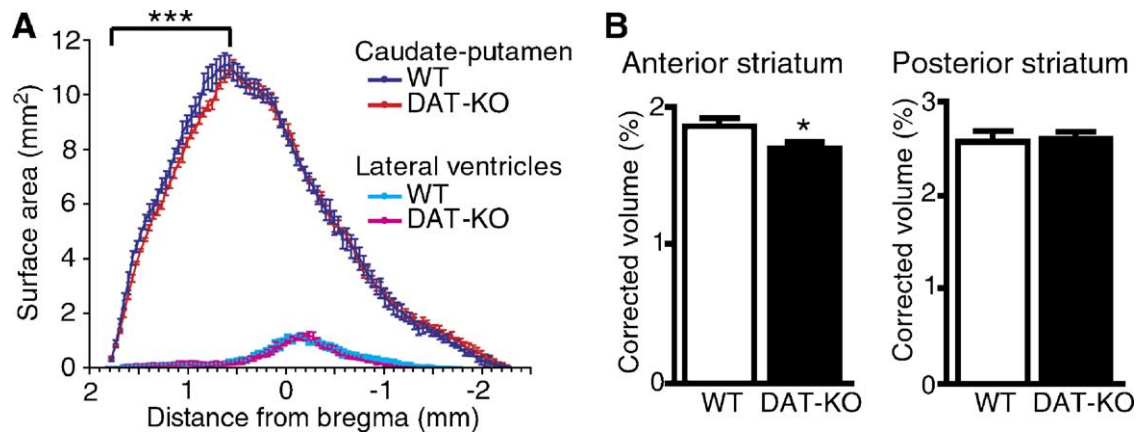 A
***
Surface area (mm²)
12
10
8
6
4
2
0
Caudate-putamen
WT
DAT-KO
Lateral ventricles
WT
DAT-KO
2
1
0
-1
-2
Distance from bregma (mm)
B
Anterior striatum
Corrected volume (%)
2
1
0
*
WT
DAT-KO
Posterior striatum
Corrected volume (%)
3
2
1
0
WT
DAT-KO